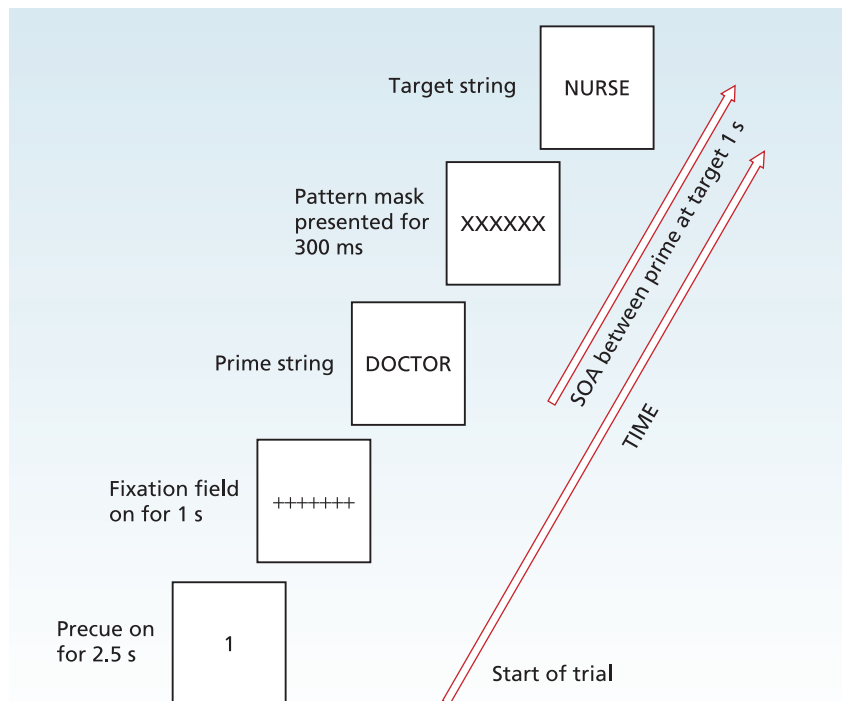 Target string
NURSE
Pattern mask
presented for
300 ms
XXXXXX
Prime string
DOCTOR
Fixation field
on for 1 s
+++++++
Precue on
for 2.5 s
1
SOA between prime at target 1 s
TIME
Start of trial